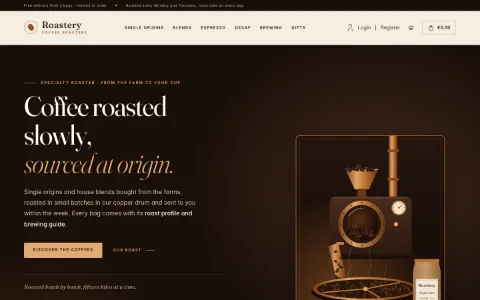 Free delivery from 2 bags · roasted to order
Roasted every Monday and Thursday, roast date on every bag
Roastery
COFFEE ROASTERS
SINGLE ORIGINS BLENDS ESPRESSO DECAF BREWING GIFTS
Login | Register
€0.00
SPECIALTY ROASTER · FROM THE FARM TO YOUR CUP
Coffee roasted
slowly,
sourced at origin.
Single origins and house blends bought from the farms,
roasted in small batches in our copper drum and sent to you
within the week. Every bag comes with its roast profile and
brewing guide.
DISCOVER THE COFFEES
OUR ROAST
Roasted batch by batch, fifteen kilos at a time.
Roastery